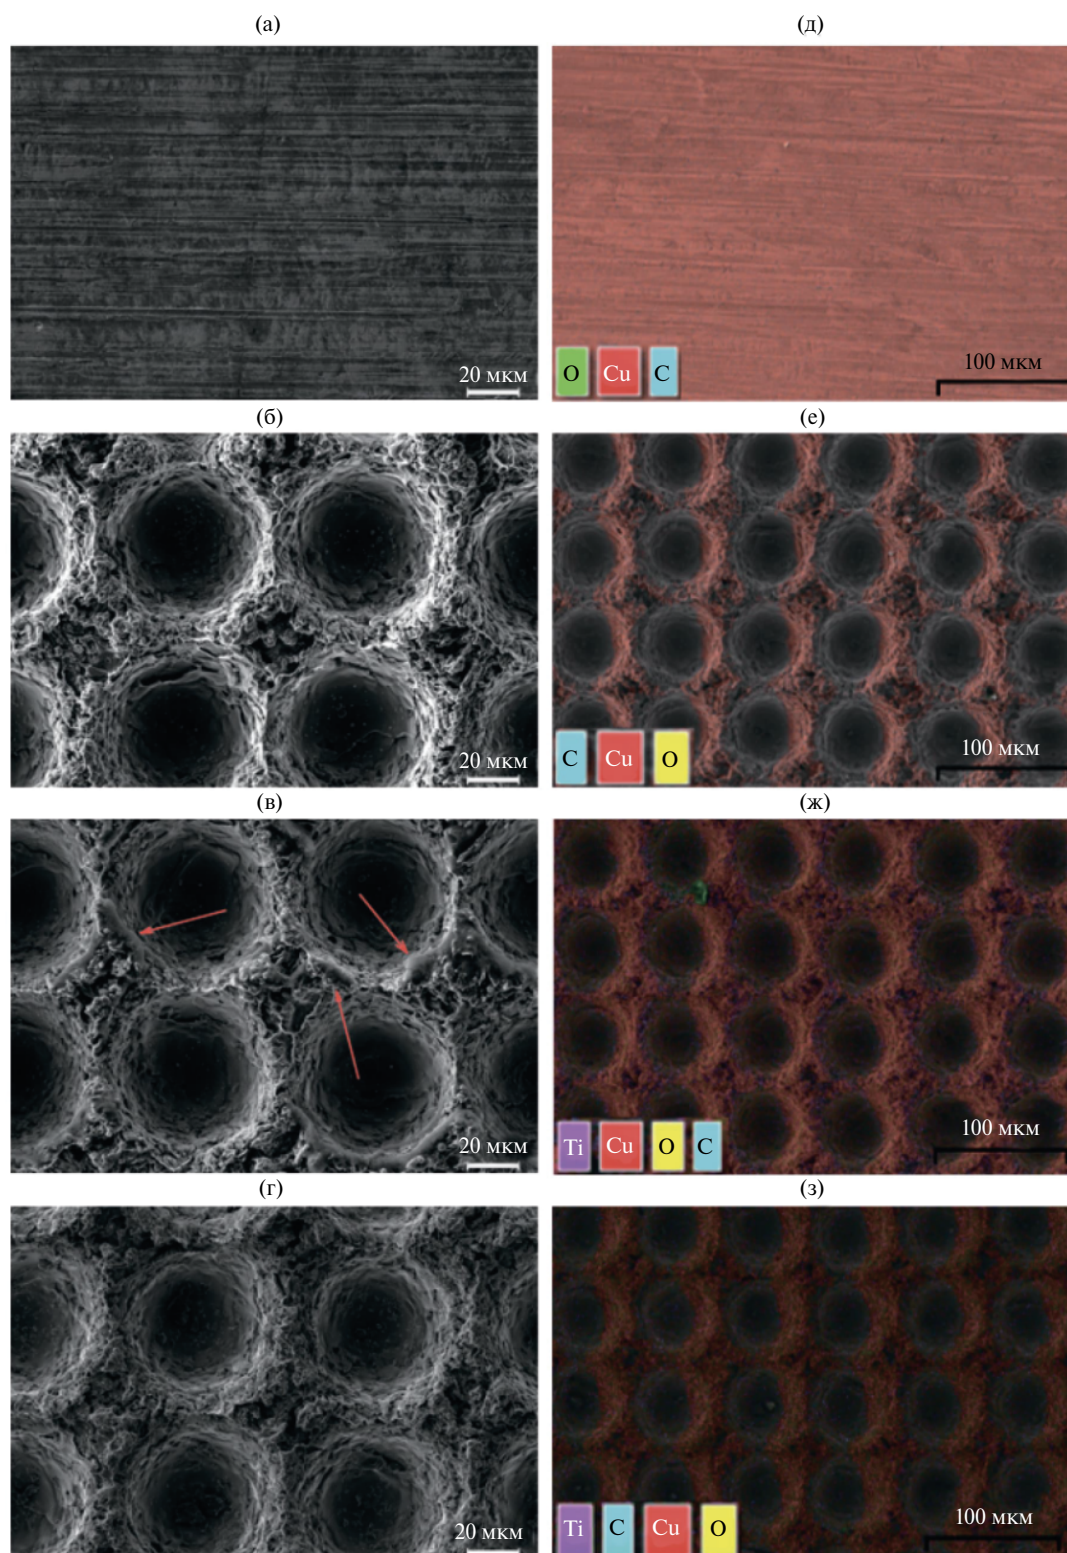 (а)
(д)
20 мкм
O Cu C
100 мкм
(б)
(е)
20 мкм
C Cu O
100 мкм
(в)
(ж)
20 мкм
Ti Cu O C
100 мкм
(г)
(з)
20 мкм
Ti C Cu O
100 мкм